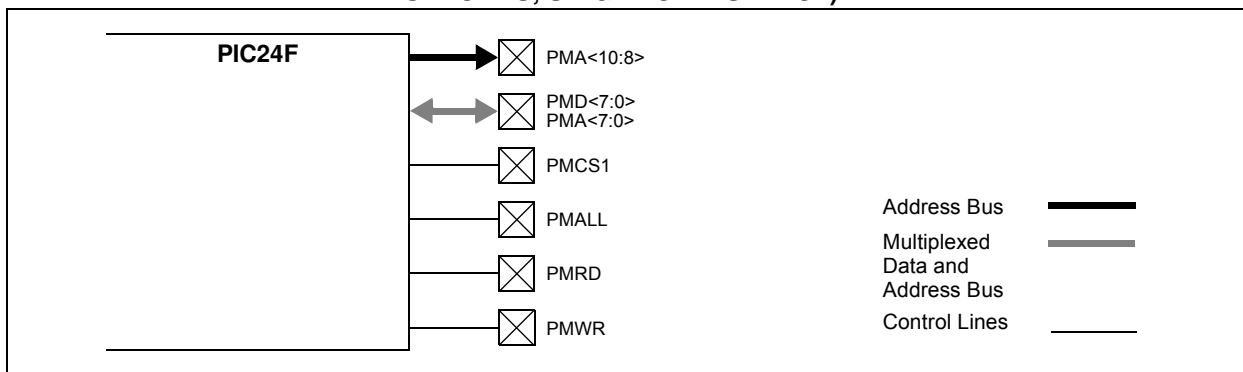 PIC24F
PMA<10:8>
PMD<7:0>
PMA<7:0>
PMCS1
PMALL
PMRD
PMWR
Address Bus
Multiplexed
Data and
Address Bus
Control Lines